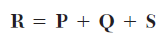 R = P + Q + S